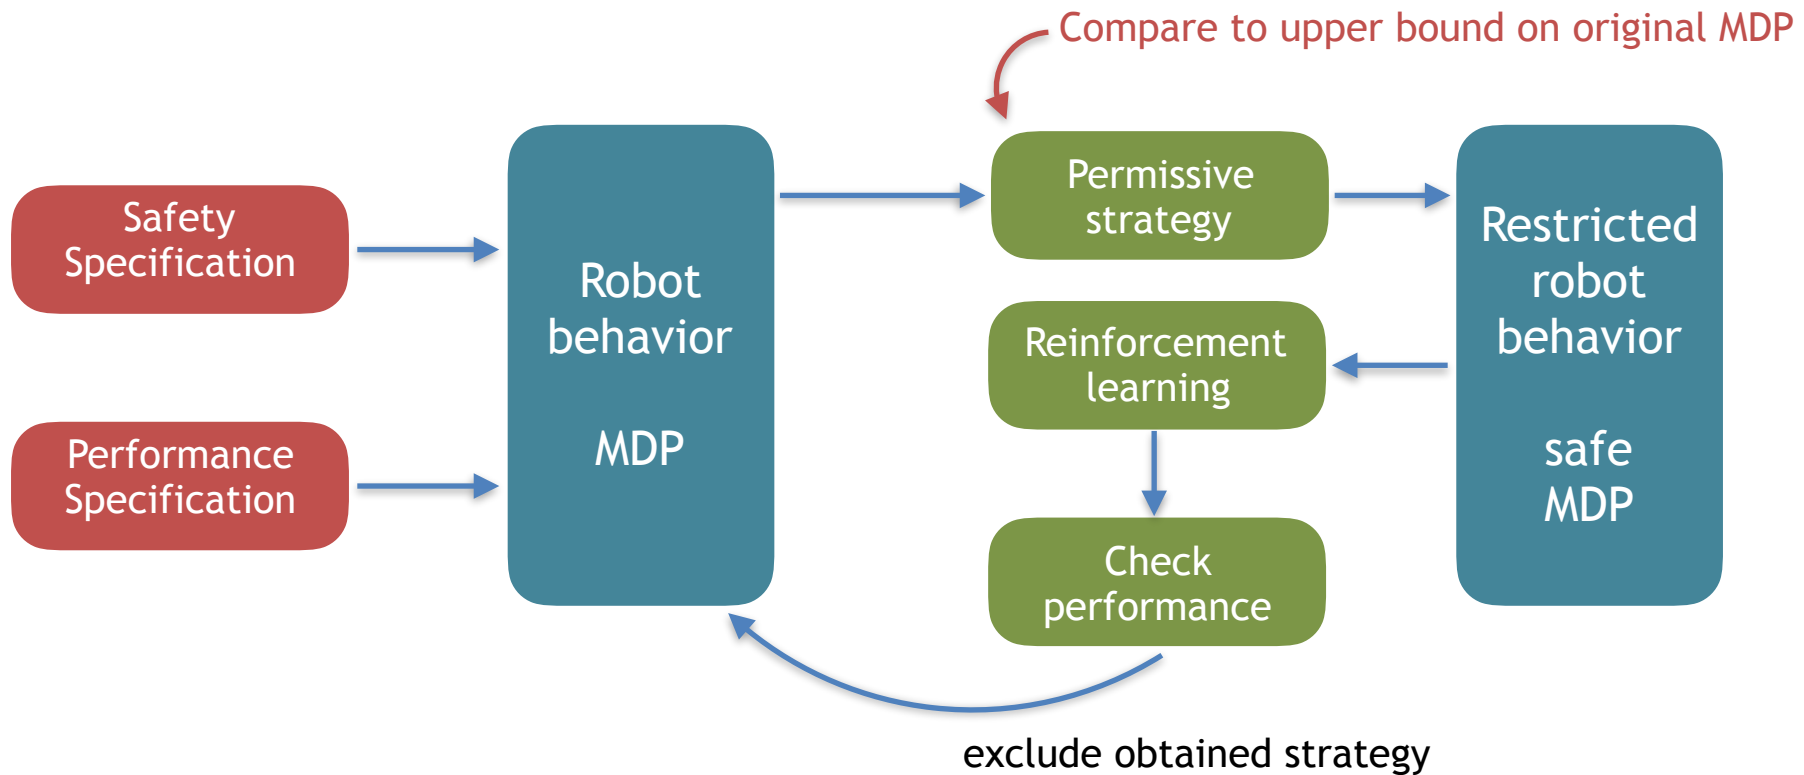 Compare to upper bound on original MDP
Safety
Specification
Performance
Specification
Robot
behavior
MDP
Permissive
strategy
Reinforcement
learning
Check
performance
Restricted
robot
behavior
safe
MDP
exclude obtained strategy